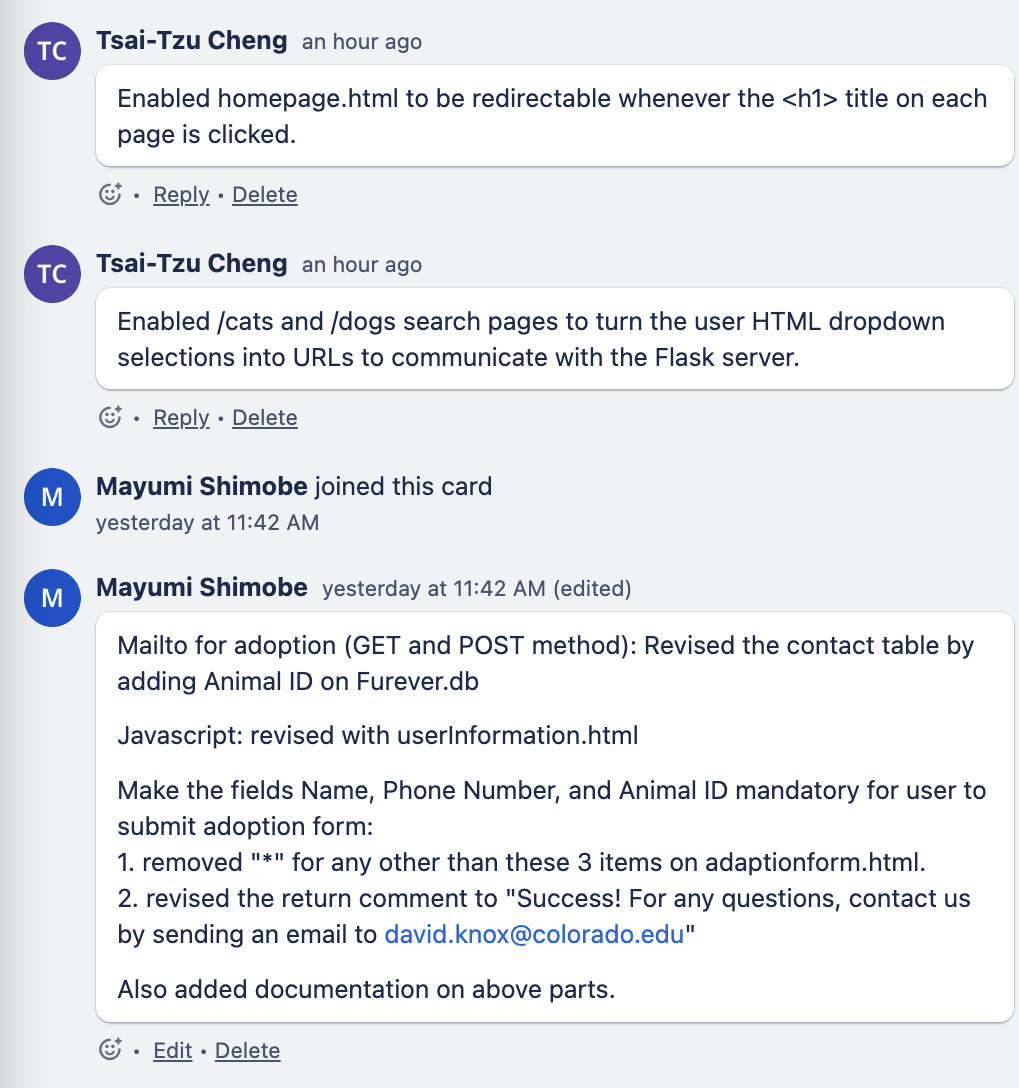 TC
Tsai-Tzu Cheng an hour ago
Enabled homepage.html to be redirectable whenever the <h1> title on each
page is clicked.
• Reply • Delete
TC
Tsai-Tzu Cheng an hour ago
Enabled /cats and /dogs search pages to turn the user HTML dropdown
selections into URLs to communicate with the Flask server.
• Reply • Delete
M
Mayumi Shimobe joined this card
yesterday at 11:42 AM
M
Mayumi Shimobe yesterday at 11:42 AM (edited)
Mailto for adoption (GET and POST method): Revised the contact table by
adding Animal ID on Furever.db
Javascript: revised with userInformation.html
Make the fields Name, Phone Number, and Animal ID mandatory for user to
submit adoption form:
1. removed "*" for any other than these 3 items on adaptionform.html.
2. revised the return comment to "Success! For any questions, contact us
by sending an email to david.knox@colorado.edu"
Also added documentation on above parts.
• Edit • Delete